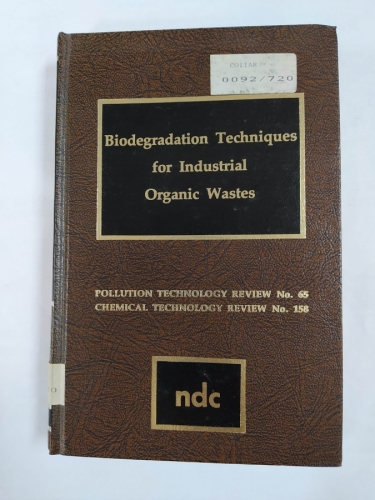 COLIAN
0092/720
Biodegradation Techniques
for Industrial
Organic Wastes
POLLUTION TECHNOLOGY REVIEW No. 65
CHEMICAL TECHNOLOGY REVIEW No. 158
ndc